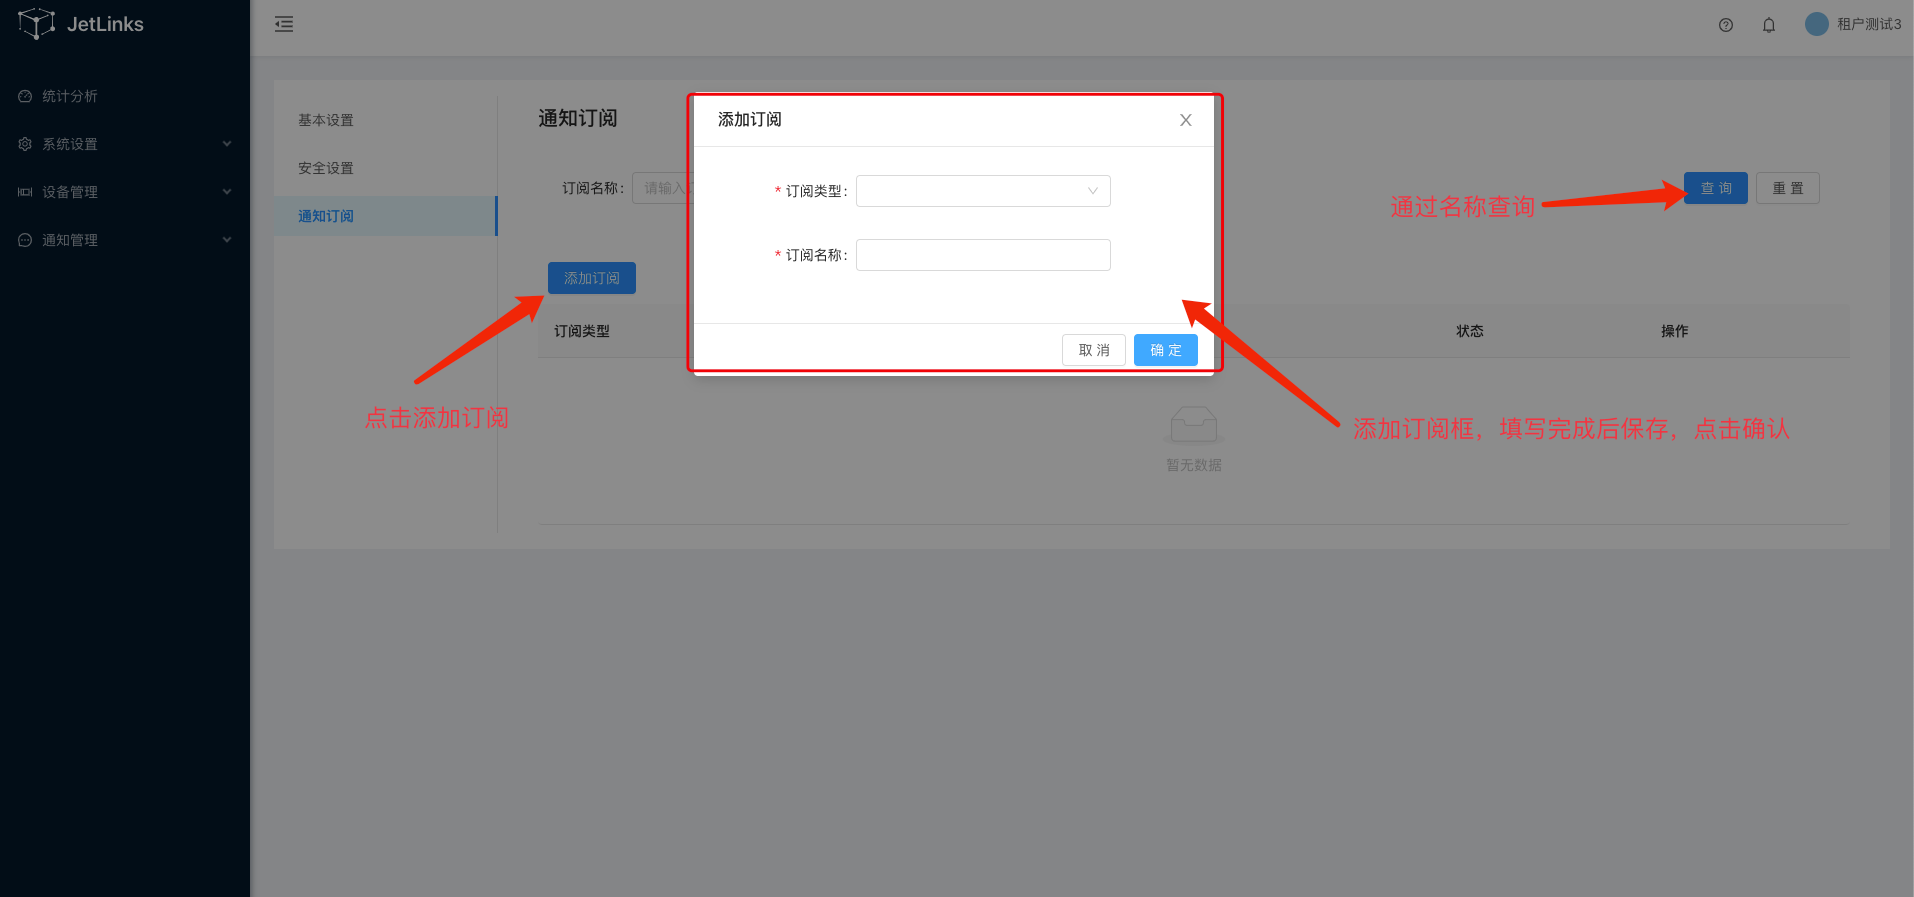 JetLinks
租户测试3
统计分析
系统设置
设备管理
通知管理
基本设置
安全设置
通知订阅
通知订阅
订阅名称:
请输入
查 询
重 置
通过名称查询
添加订阅
点击添加订阅
订阅类型
状态
操作
暂无数据
添加订阅
* 订阅类型:
* 订阅名称:
取 消
确 定
添加订阅框，填写完成后保存，点击确认